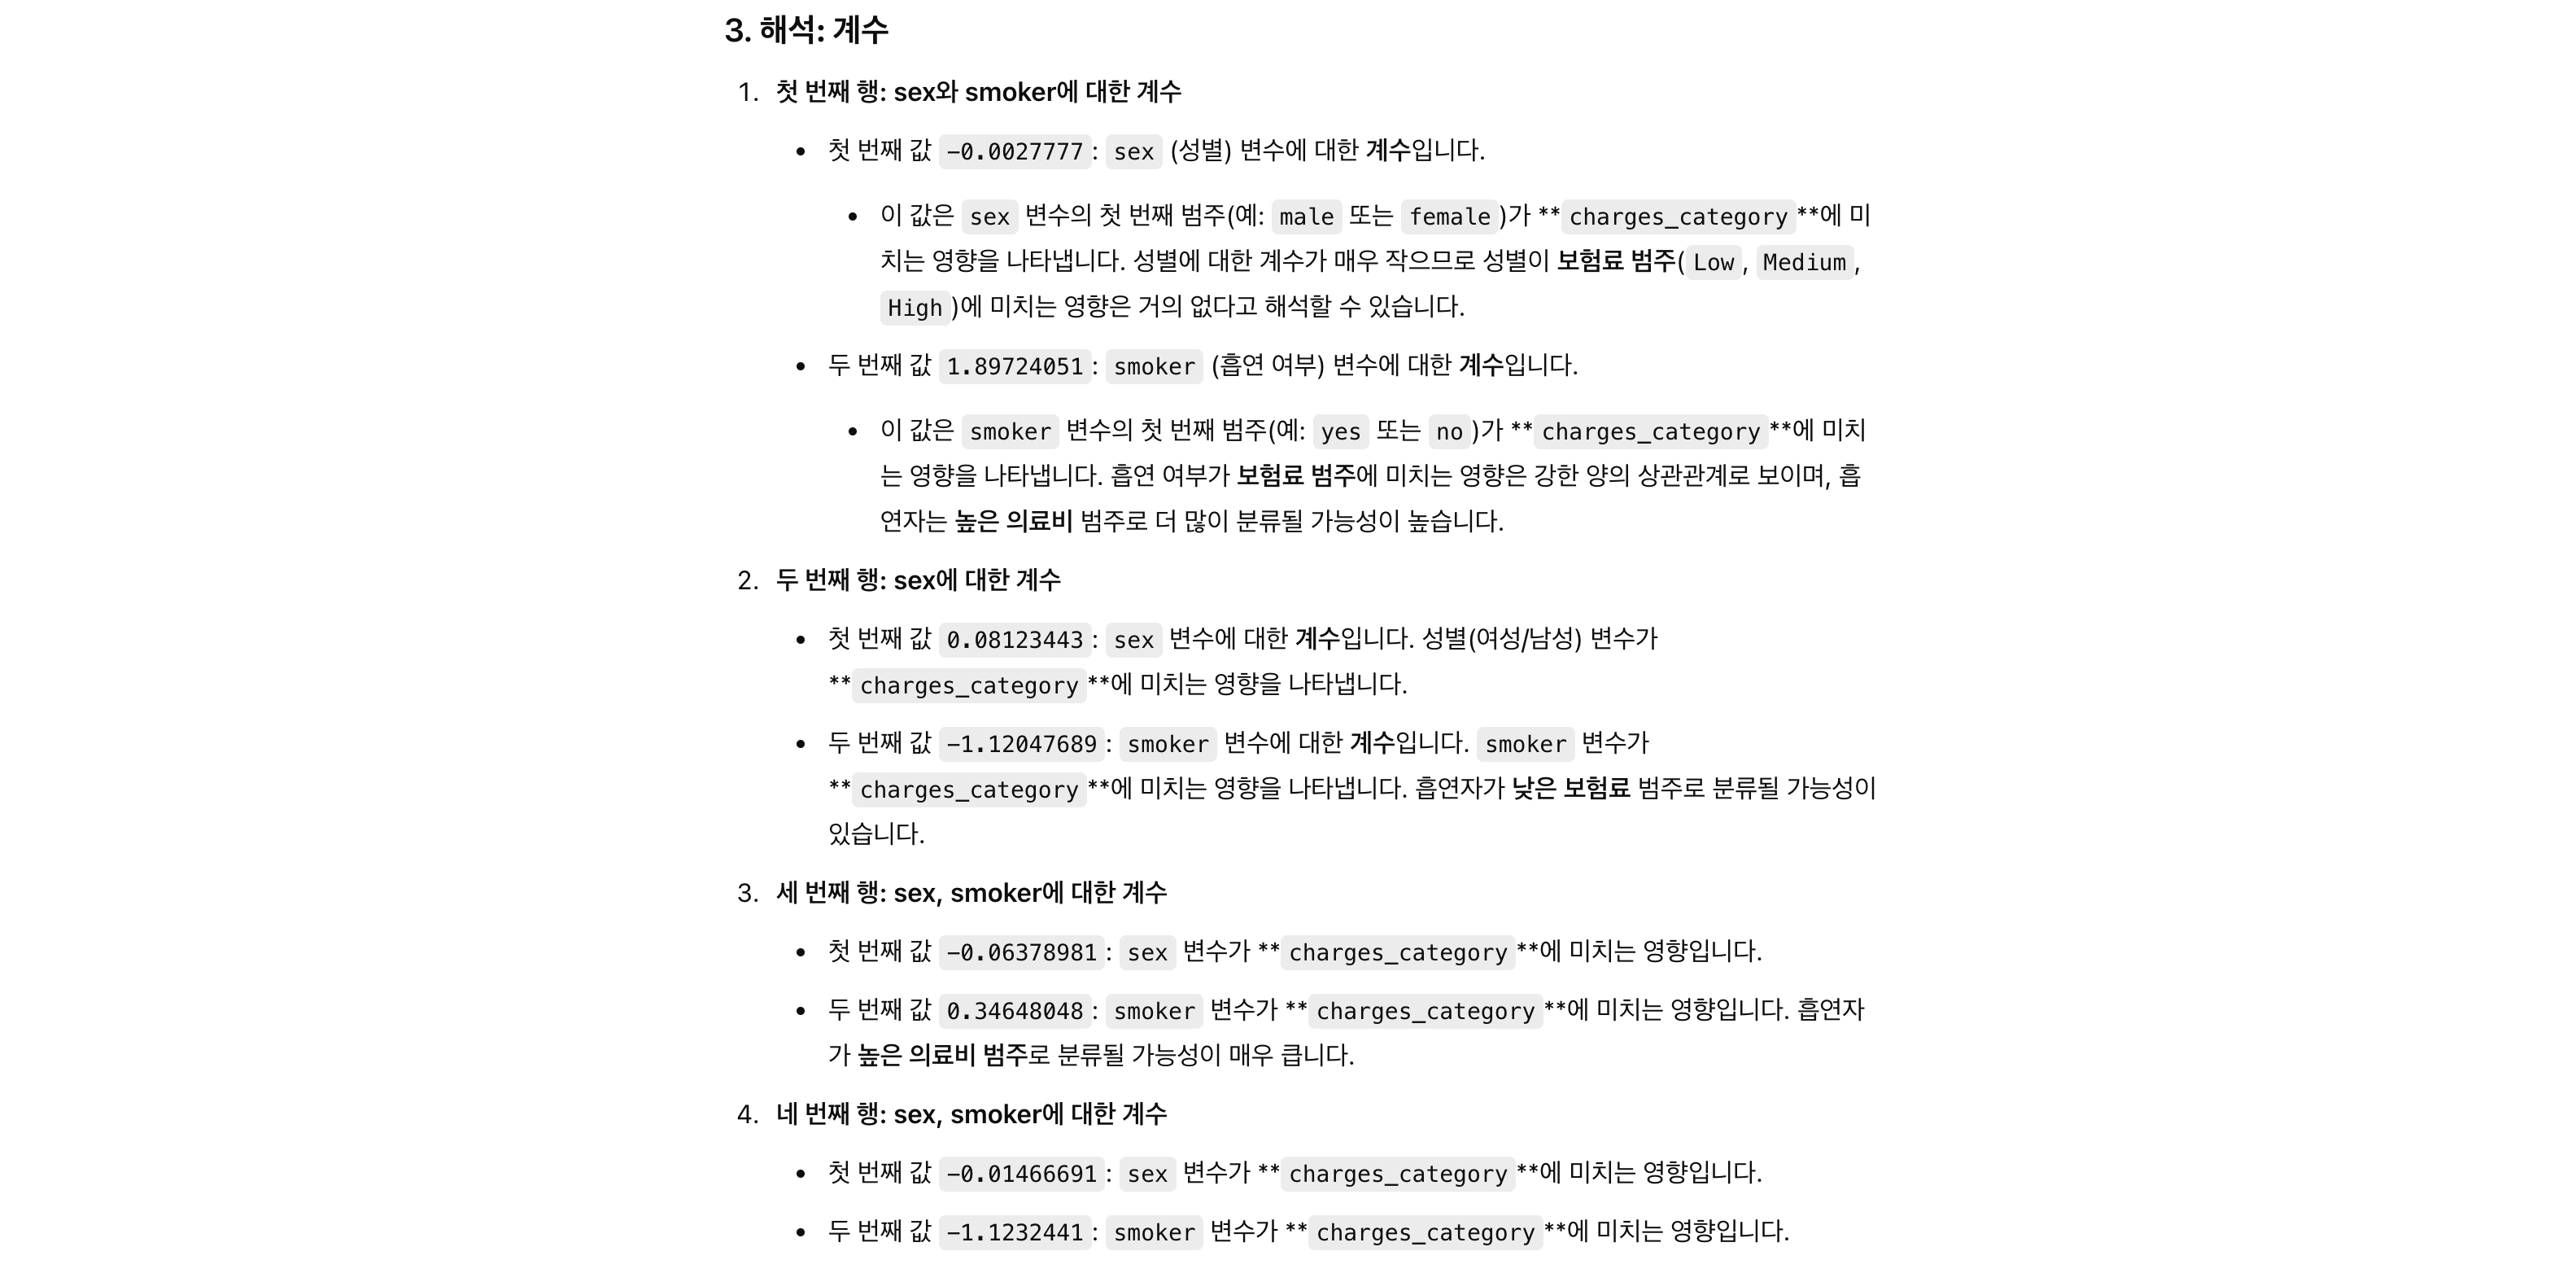 3. 해석: 계수
1. 첫 번째 행: sex와 smoker에 대한 계수
• 첫 번째 값 -0.0027777: sex (성별) 변수에 대한 계수입니다.
• 이 값은 sex 변수의 첫 번째 범주(예: male 또는 female)가 **charges_category**에 미
치는 영향을 나타냅니다. 성별에 대한 계수가 매우 작으므로 성별이 보험료 범주(Low, Medium,
High)에 미치는 영향은 거의 없다고 해석할 수 있습니다.
• 두 번째 값 1.89724051: smoker (흡연 여부) 변수에 대한 계수입니다.
• 이 값은 smoker 변수의 첫 번째 범주(예: yes 또는 no)가 **charges_category**에 미치
는 영향을 나타냅니다. 흡연 여부가 보험료 범주에 미치는 영향은 강한 양의 상관관계로 보이며, 흡
연자는 높은 의료비 범주로 더 많이 분류될 가능성이 높습니다.
2. 두 번째 행: sex에 대한 계수
• 첫 번째 값 0.08123443: sex 변수에 대한 계수입니다. 성별(여성/남성) 변수가
**charges_category**에 미치는 영향을 나타냅니다.
• 두 번째 값 -1.12047689: smoker 변수에 대한 계수입니다. smoker 변수가
**charges_category**에 미치는 영향을 나타냅니다. 흡연자가 낮은 보험료 범주로 분류될 가능성이
있습니다.
3. 세 번째 행: sex, smoker에 대한 계수
• 첫 번째 값 -0.06378981: sex 변수가 **charges_category**에 미치는 영향입니다.
• 두 번째 값 0.34648048: smoker 변수가 **charges_category**에 미치는 영향입니다. 흡연자
가 높은 의료비 범주로 분류될 가능성이 매우 큽니다.
4. 네 번째 행: sex, smoker에 대한 계수
• 첫 번째 값 -0.01466691: sex 변수가 **charges_category**에 미치는 영향입니다.
• 두 번째 값 -1.1232441: smoker 변수가 **charges_category**에 미치는 영향입니다.